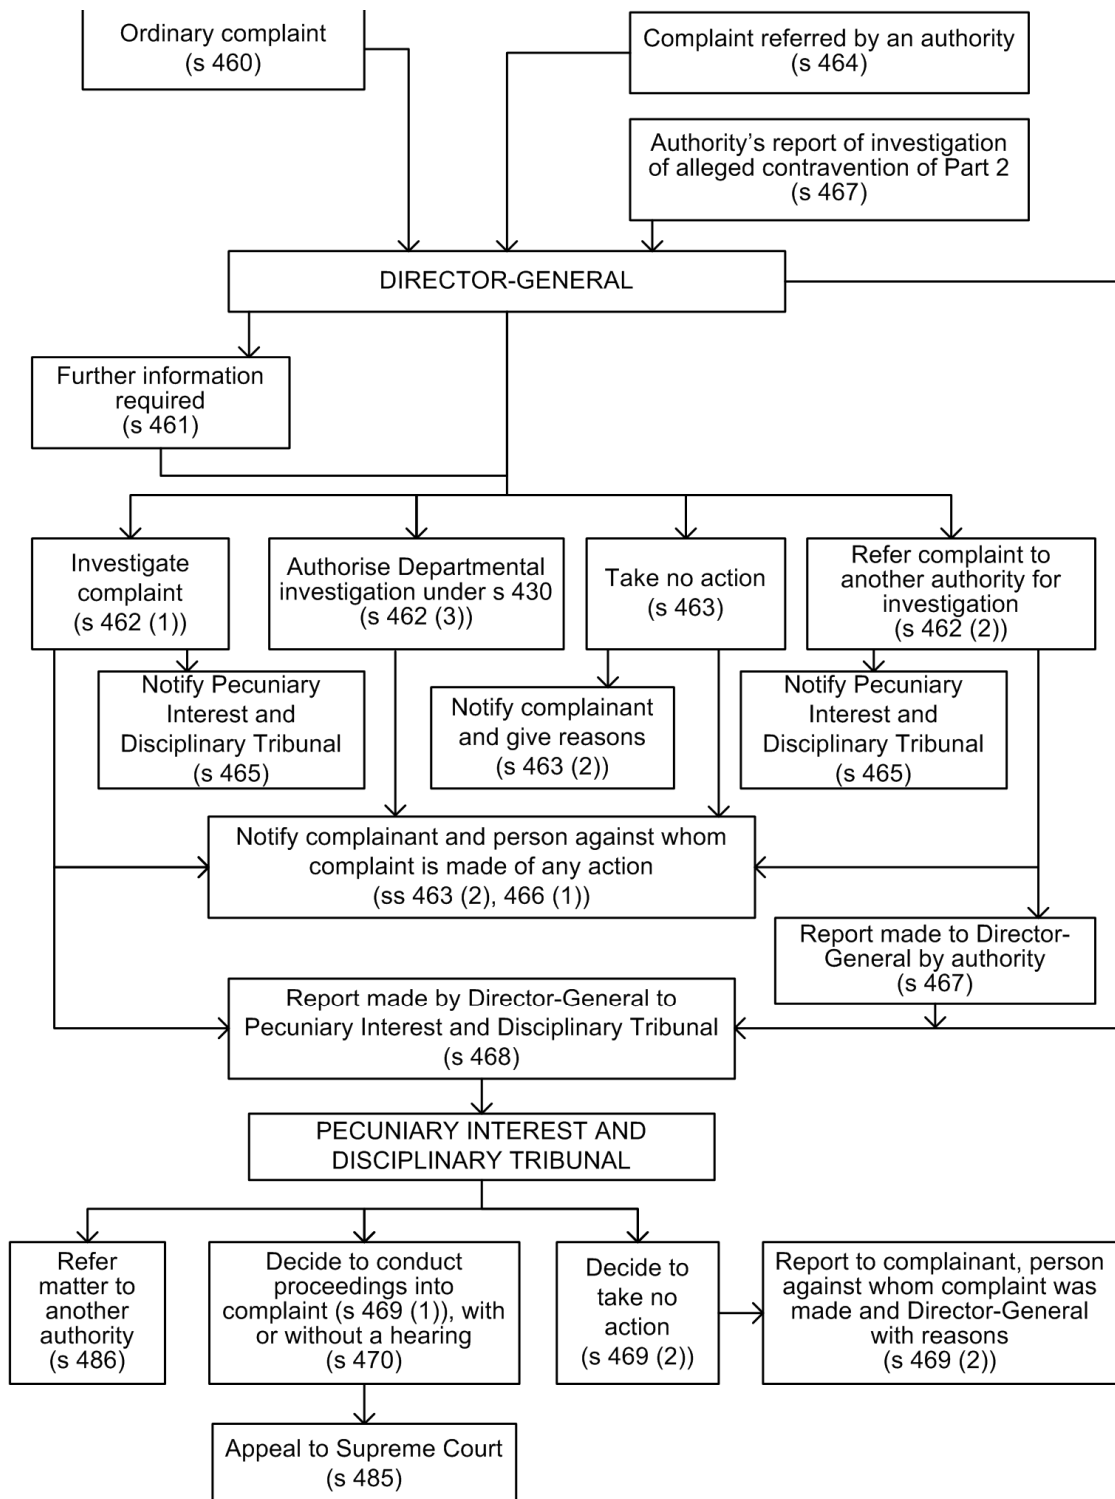 Ordinary complaint
(s 460)
Complaint referred by an authority
(s 464)
Authority’s report of investigation
of alleged contravention of Part 2
(s 467)
DIRECTOR-GENERAL
Further information
required
(s 461)
Investigate
complaint
(s 462 (1))
Authorise Departmental
investigation under s 430
(s 462 (3))
Take no action
(s 463)
Refer complaint to
another authority for
investigation
(s 462 (2))
Notify Pecuniary
Interest and
Disciplinary Tribunal
(s 465)
Notify complainant
and give reasons
(s 463 (2))
Notify Pecuniary
Interest and
Disciplinary Tribunal
(s 465)
Notify complainant and person against whom
complaint is made of any action
(ss 463 (2), 466 (1))
Report made to Director-
General by authority
(s 467)
Report made by Director-General to
Pecuniary Interest and Disciplinary Tribunal
(s 468)
PECUNIARY INTEREST AND
DISCIPLINARY TRIBUNAL
Refer
matter to
another
authority
(s 486)
Decide to conduct
proceedings into
complaint (s 469 (1)), with
or without a hearing
(s 470)
Decide to
take no
action
(s 469 (2))
Report to complainant, person
against whom complaint was
made and Director-General
with reasons
(s 469 (2))
Appeal to Supreme Court
(s 485)